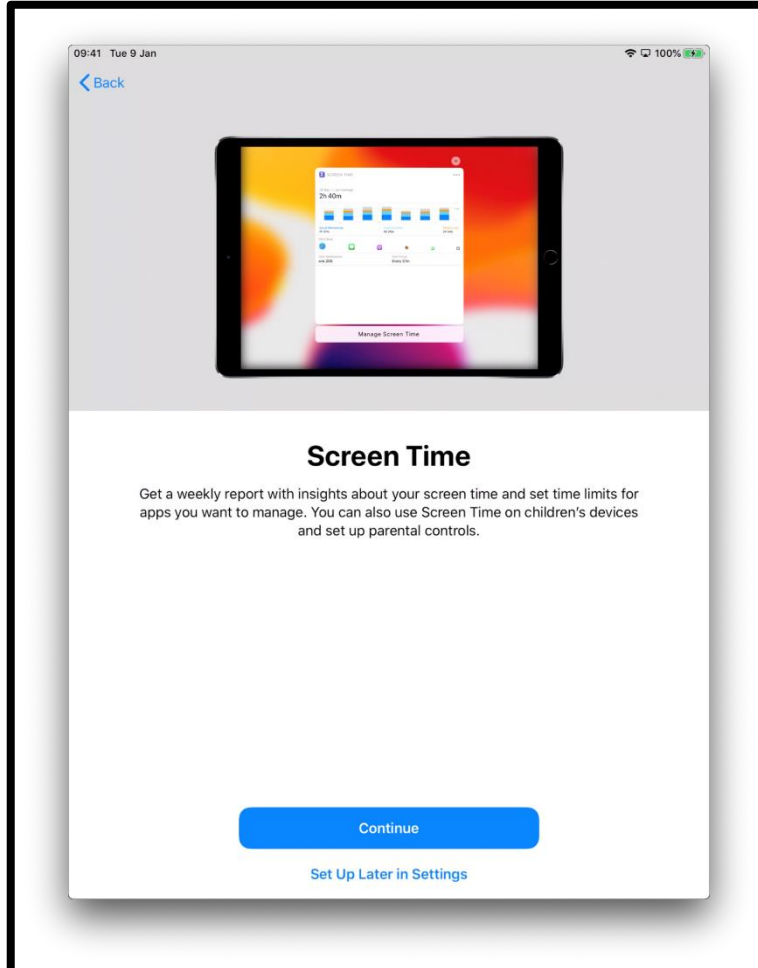 09:41 Tue 9 Jan
100%
Back
SCREEN TIME
2h 40m
Manage Screen Time
Screen Time
Get a weekly report with insights about your screen time and set time limits for
apps you want to manage. You can also use Screen Time on children’s devices
and set up parental controls.
Continue
Set Up Later in Settings